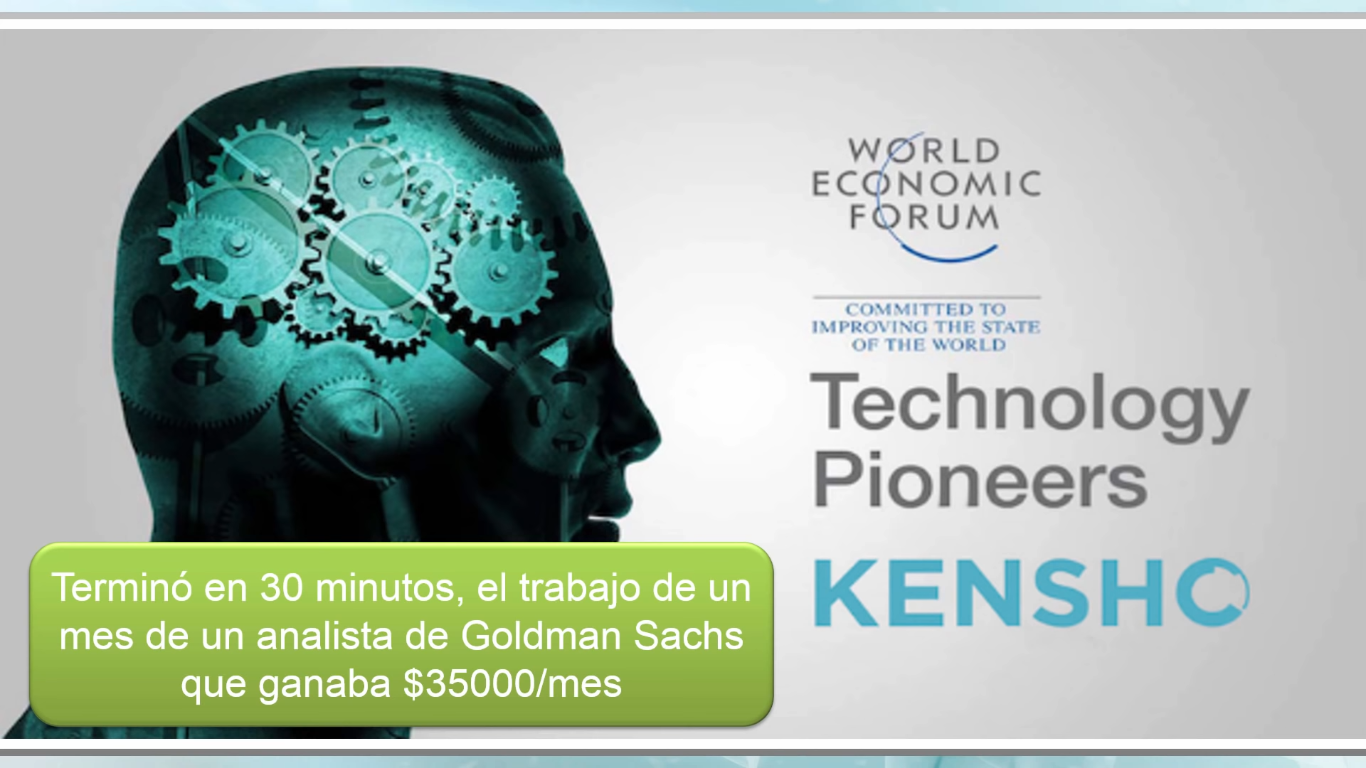 WORLD
ECONOMIC
FORUM
COMMITTED TO
IMPROVING THE STATE
OF THE WORLD
Technology
Pioneers
KENSHO
Terminó en 30 minutos, el trabajo de un
mes de un analista de Goldman Sachs
que ganaba $35000/mes